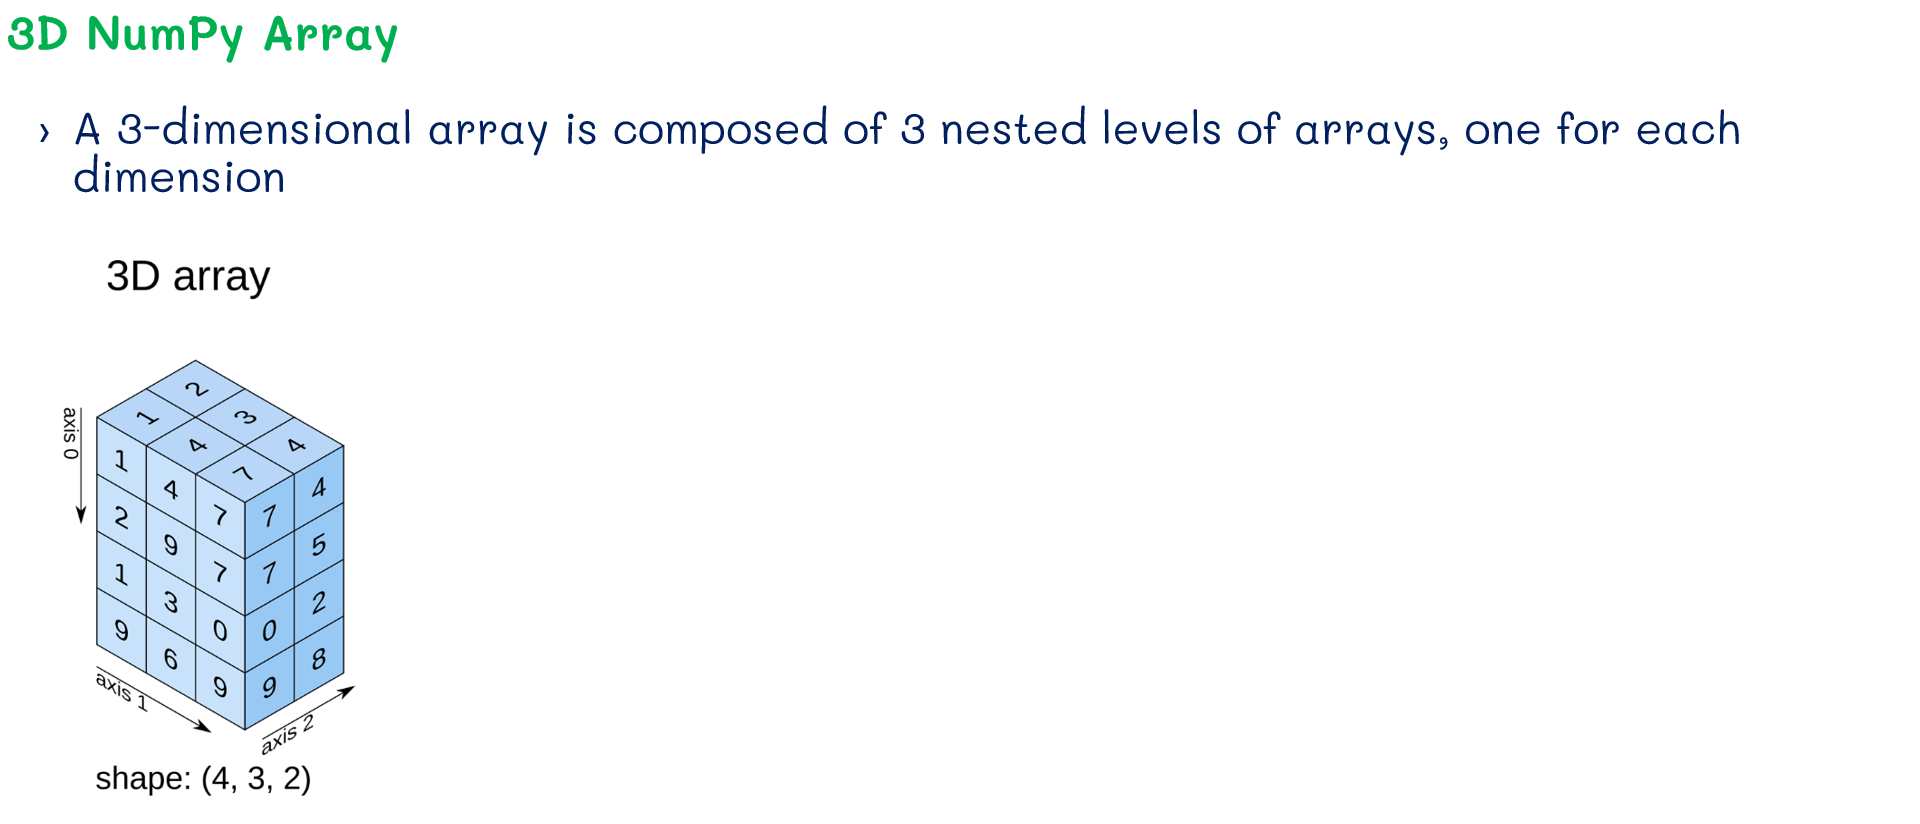 3D NumPy Array
› A 3-dimensional array is composed of 3 nested levels of arrays, one for each
dimension
3D array
axis 0
2
1 3
4 4
7
1 4 7 7 4
2 9 7 7 5
1 3 0 0 2
9 6 9 9 8
axis 1
axis 2
shape: (4, 3, 2)